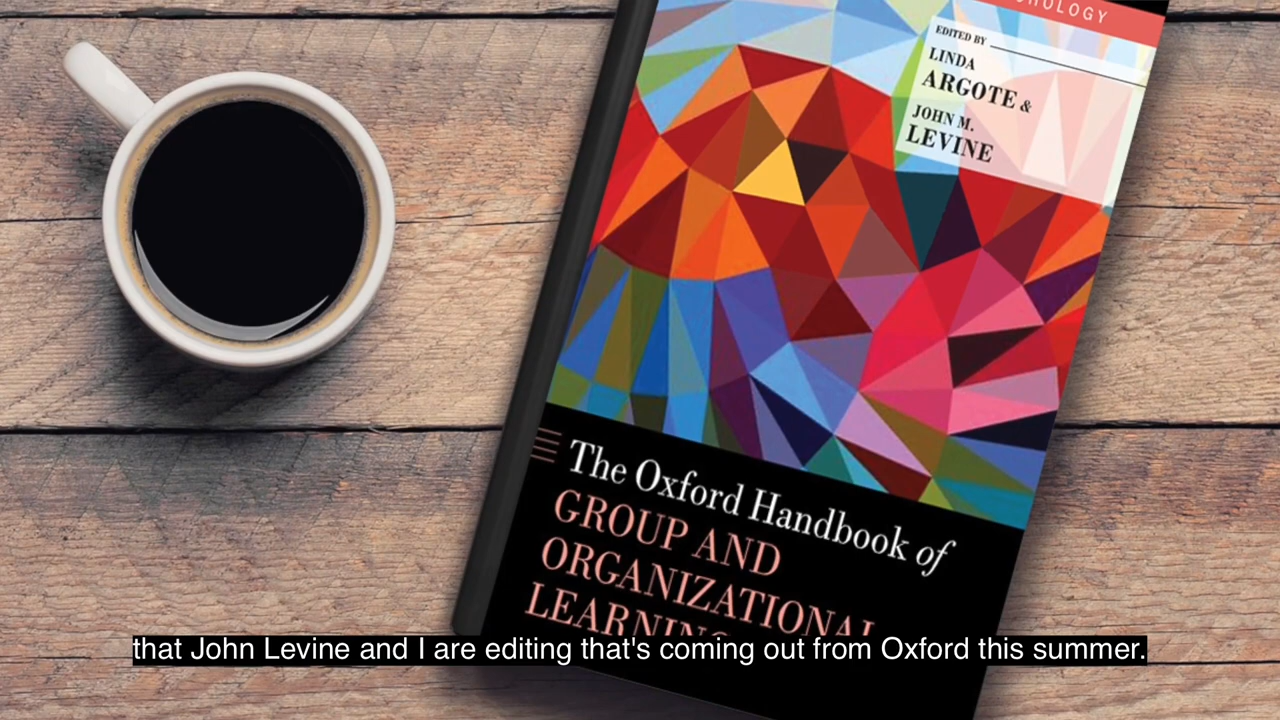 EDITED BY
LINDA
ARGOTE &
JOHN M.
LEVINE
The Oxford Handbook of
GROUP AND
ORGANIZATIONAL
LEARNING
that John Levine and I are editing that's coming out from Oxford this summer.